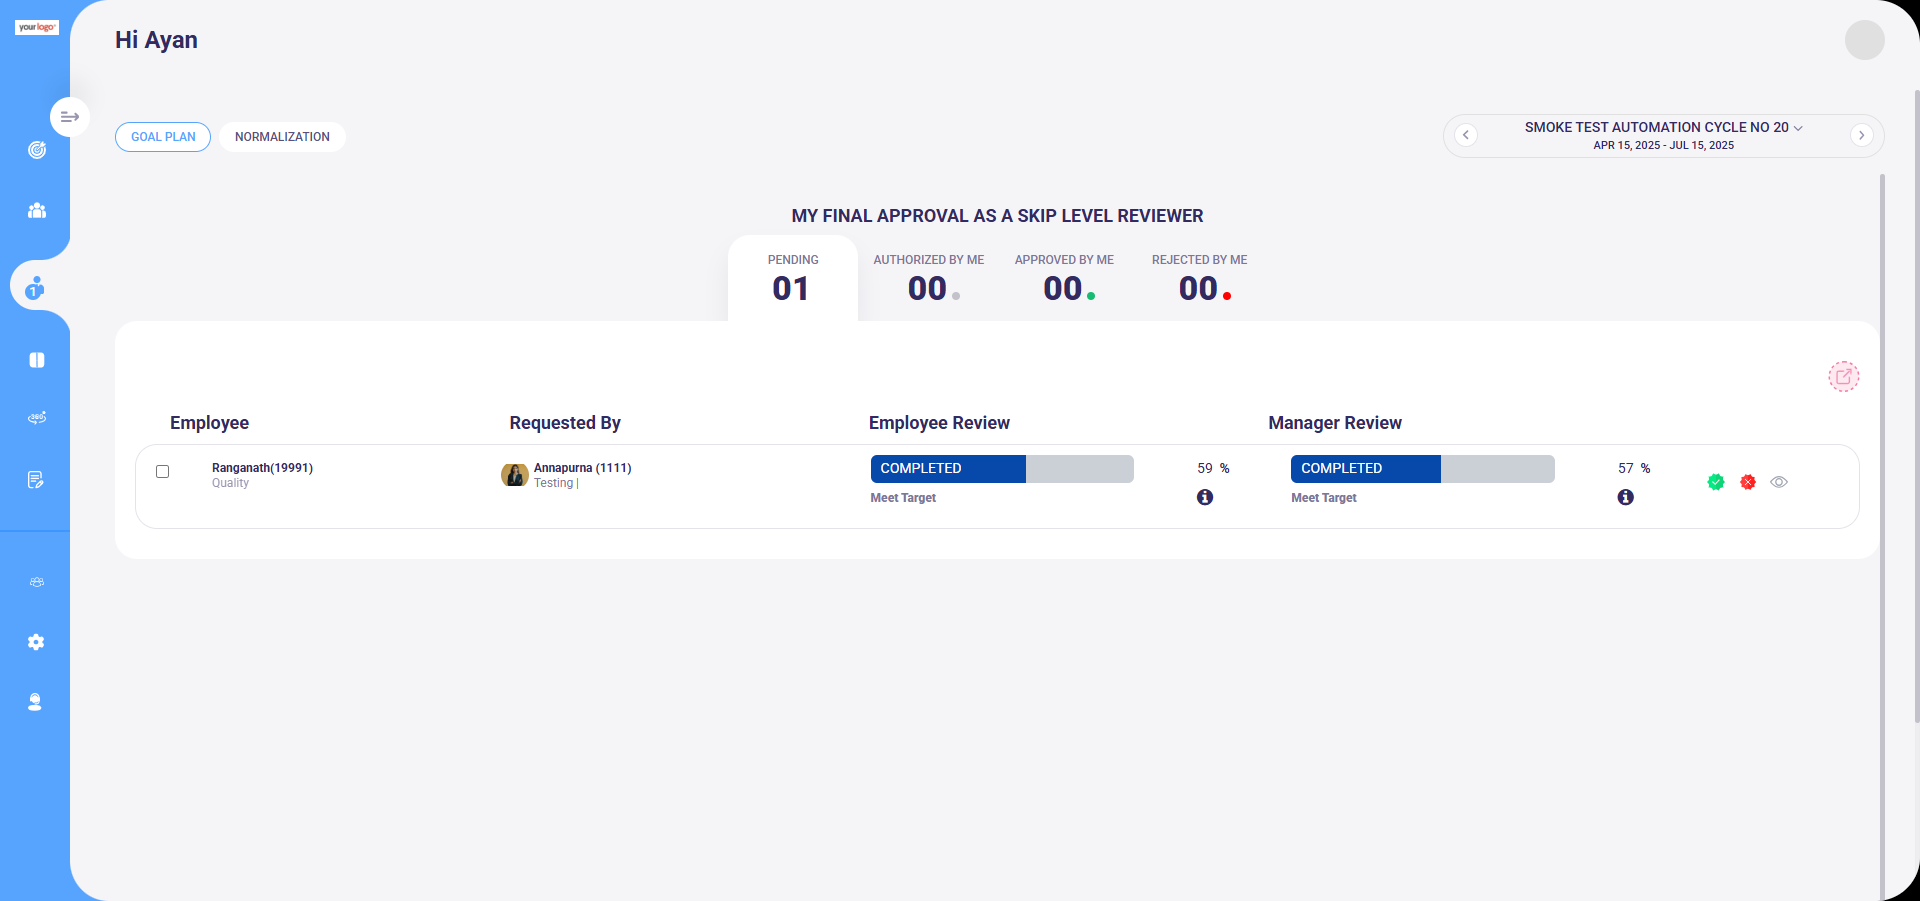 your logo
Hi Ayan
GOAL PLAN
NORMALIZATION
SMOKE TEST AUTOMATION CYCLE NO 20
APR 15, 2025 - JUL 15, 2025
MY FINAL APPROVAL AS A SKIP LEVEL REVIEWER
PENDING
01
AUTHORIZED BY ME
00
APPROVED BY ME
00
REJECTED BY ME
00
1
360
Employee
Requested By
Employee Review
Manager Review
Ranganath(19991)
Quality
Annapurna (1111)
Testing |
COMPLETED
Meet Target
59 %
COMPLETED
Meet Target
57 %